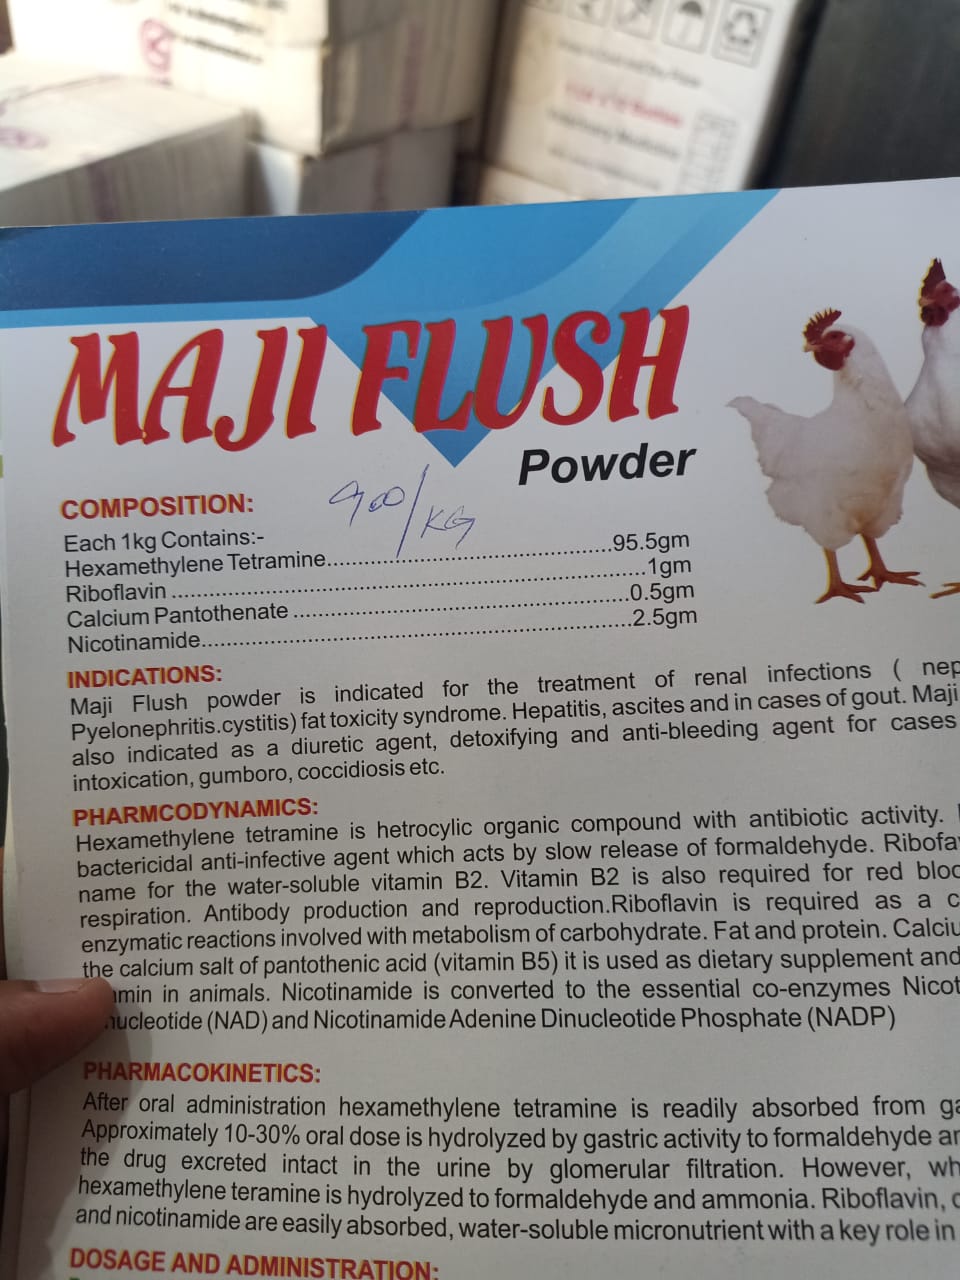 MAJI FLUSH
Powder
900/KG
COMPOSITION:
Each 1kg Contains:-
Hexamethylene Tetramine..............................................95.5gm
Riboflavin ..........................................................................1gm
Calcium Pantothenate ....................................................0.5gm
Nicotinamide...................................................................2.5gm
INDICATIONS:
Maji Flush powder is indicated for the treatment of renal infections (
Pyelonephritis.cystitis) fat toxicity syndrome. Hepatitis, ascites and in cases of gout. Maji
also indicated as a diuretic agent, detoxifying and anti-bleeding agent for cases
intoxication, gumboro, coccidiosis etc.
PHARMCODYNAMICS:
Hexamethylene tetramine is hetrocylic organic compound with antibiotic activity.
bactericidal anti-infective agent which acts by slow release of formaldehyde.
name for the water-soluble vitamin B2. Vitamin B2 is also required for red
respiration. Antibody production and reproduction.Riboflavin is required as a
enzymatic reactions involved with metabolism of carbohydrate. Fat and protein.
the calcium salt of pantothenic acid (vitamin B5) it is used as dietary supplement and
in animals. Nicotinamide is converted to the essential co-enzymes
nucleotide (NAD) and Nicotinamide Adenine Dinucleotide Phosphate (NADP)
PHARMACOKINETICS:
After oral administration hexamethylene tetramine is readily absorbed from
Approximately 10-30% oral dose is hydrolyzed by gastric activity to formaldehyde
the drug excreted intact in the urine by glomerular filtration. However,
hexamethylene teramine is hydrolyzed to formaldehyde and ammonia. Riboflavin,
and nicotinamide are easily absorbed, water-soluble micronutrient with a key role in
DOSAGE AND ADMINISTRATION: